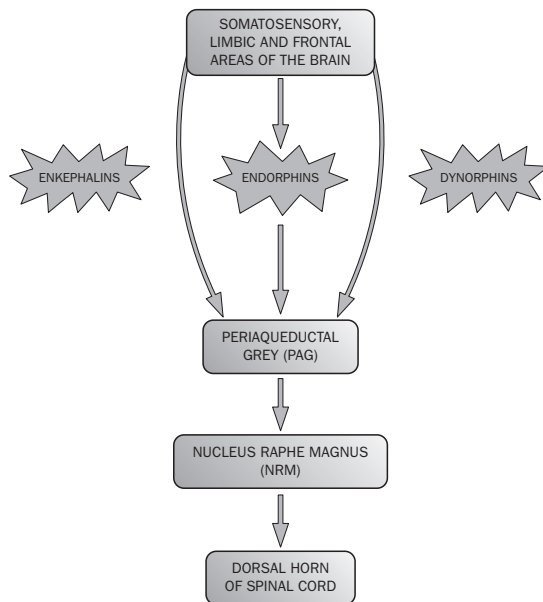 SOMATOSENSORY,
LIMBIC AND FRONTAL
AREAS OF THE BRAIN
ENKEPHALINS
ENDORPHINS
DYNORPHINS
PERIAQUEDUCTAL
GREY (PAG)
NUCLEUS RAPHE MAGNUS
(NRM)
DORSAL HORN
OF SPINAL CORD